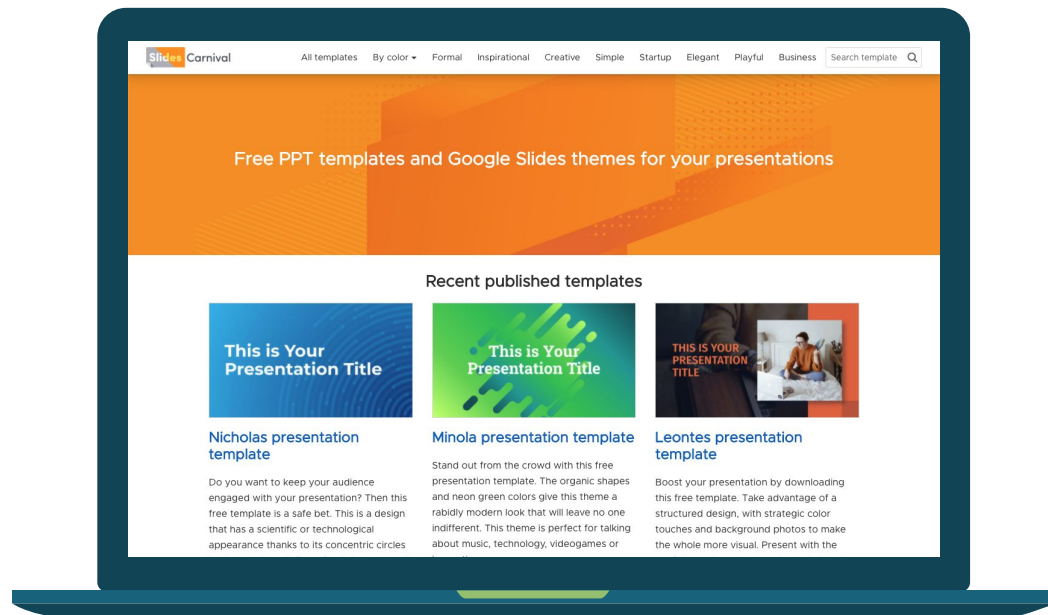 Slides Carnival
All templates By color Formal Inspirational Creative Simple Startup Elegant Playful Business Search template
Free PPT templates and Google Slides themes for your presentations
Recent published templates
This is Your
Presentation Title
This is Your
Presentation Title
THIS IS YOUR
PRESENTATION
TITLE
Nicholas presentation
template
Do you want to keep your audience
engaged with your presentation? Then this
free template is a safe bet. This is a design
that has a scientific or technological
appearance thanks to its concentric circles
Minola presentation template
Stand out from the crowd with this free
presentation template. The organic shapes
and neon green colors give this theme a
rabidly modern look that will leave no one
indifferent. This theme is perfect for talking
about music, technology, videogames or
Leontes presentation
template
Boost your presentation by downloading
this free template. Take advantage of a
structured design, with strategic color
touches and background photos to make
the whole more visual. Present with the